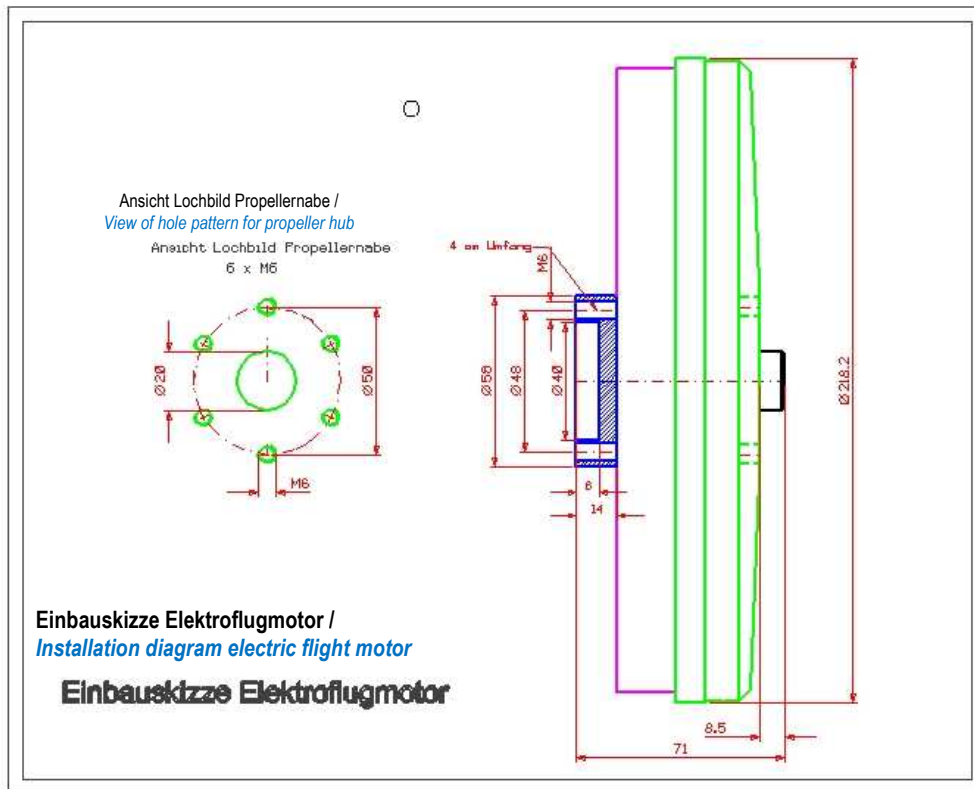 Ansicht Lochbild Propellernabe /
View of hole pattern for propeller hub
Ansicht Lochbild Propellernabe
6 x M6
4 am Umfang
M6
Ø20
Ø50
M6
Ø58
Ø48
Ø40
6
14
Ø218.2
8.5
71
Einbauskizze Elektroflugmotor /
Installation diagram electric flight motor
Einbauskizze Elektroflugmotor